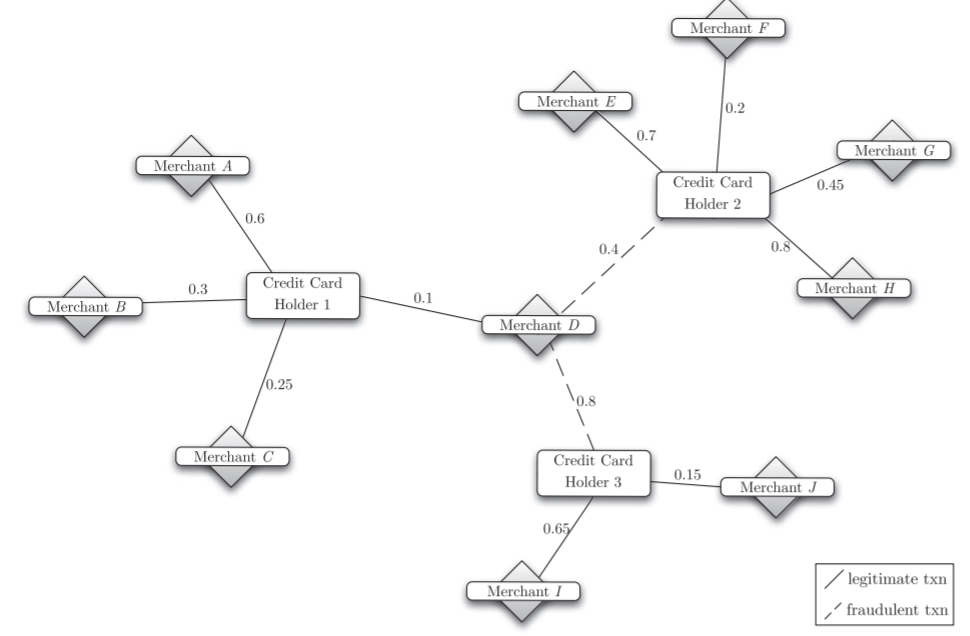 Merchant F
Merchant E
0.2
0.7
Merchant G
Merchant A
Credit Card
Holder 2
0.45
0.6
0.4
0.8
Credit Card
Holder 1
Merchant H
0.3
0.1
Merchant B
Merchant D
0.25
0.8
Merchant C
Credit Card
Holder 3
0.15
Merchant J
0.65
Merchant I
legitimate txn
fraudulent txn